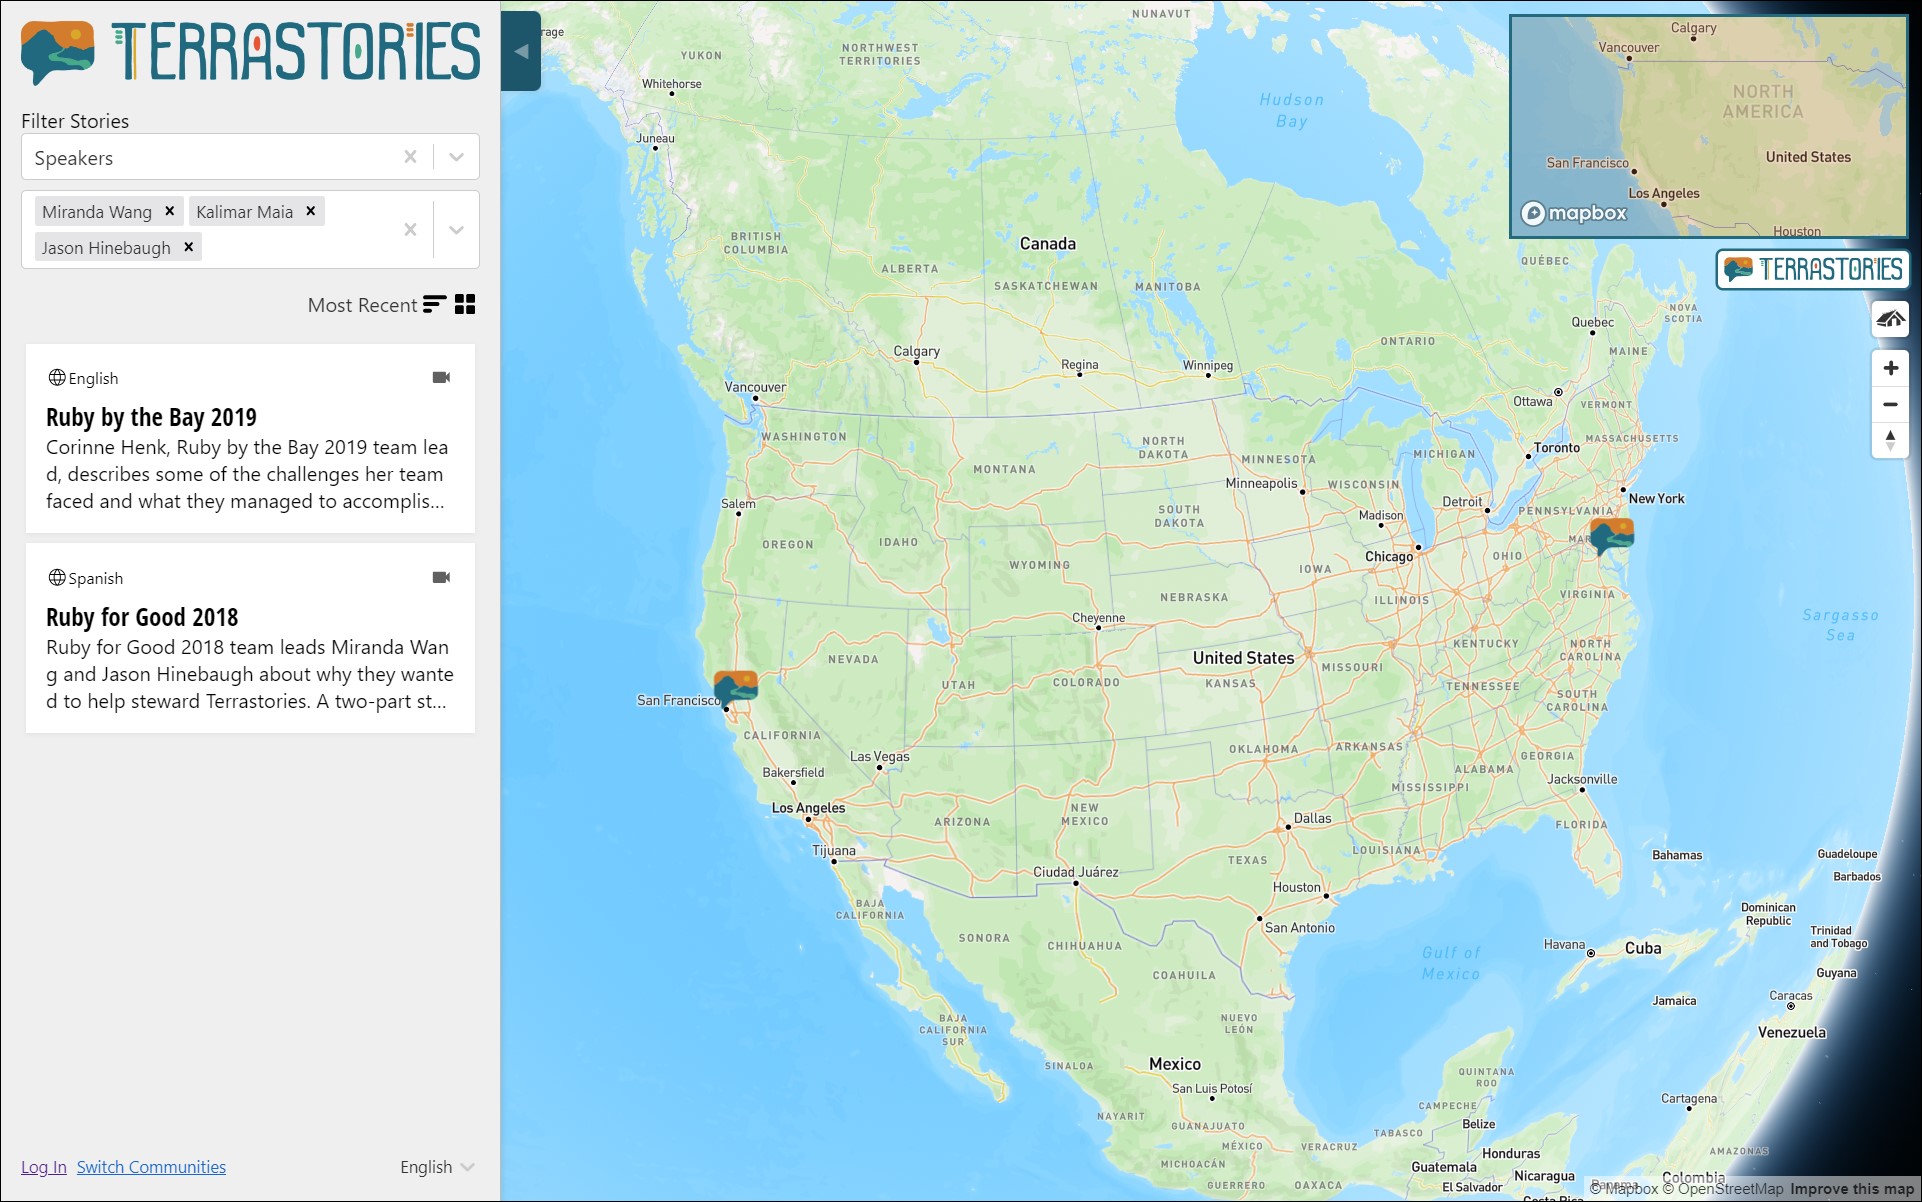 TERRASTORIES
Filter Stories
Speakers
Miranda Wang
Kalimar Maia
Jason Hinebaugh
Most Recent
English
Ruby by the Bay 2019
Corinne Henk, Ruby by the Bay 2019 team lea
d, describes some of the challenges her team
faced and what they managed to accomplis...
Spanish
Ruby for Good 2018
Ruby for Good 2018 team leads Miranda Wan
g and Jason Hinebaugh about why they wante
d to help steward Terrastories. A two-part st...
Log In
Switch Communities
English
rage
NUNAVUT
YUKON
NORTHWEST
TERRITORIES
Whitehorse
Juneau
Hudson
Bay
BRITISH
COLUMBIA
Canada
ALBERTA
SASKATCHEWAN
MANITOBA
QUÉBEC
NOVA
SCOTIA
Quebec
ONTARIO
MAINE
Calgary
Regina
Winnipeg
Vancouver
Ottawa
VERMONT
WASHINGTON
NORTH
DAKOTA
MASSACHUSETTS
Toronto
MONTANA
MINNESOTA
MICHIGAN
Minneapolis
WISCONSIN
New York
Salem
Detroit
PENNSYLVANIA
SOUTH
DAKOTA
Madison
OREGON
IDAHO
MAR
Chicago
OHIO
WYOMING
IOWA
VIRGINIA
NEBRASKA
ILLINOIS
Cheyenne
Sargasso
Sea
KENTUCKY
NORTH
CAROLINA
NEVADA
United States
MISSOURI
UTAH
COLORADO
KANSAS
TENNESSEE
SOUTH
CAROLINA
San Francisco
CALIFORNIA
OKLAHOMA
ARKANSAS
GEORGIA
Las Vegas
ALABAMA
Bakersfield
Jacksonville
MISSISSIPPI
Los Angeles
NEW
MEXICO
ARIZONA
Dallas
FLORIDA
Tijuana
TEXAS
LOUISIANA
Bahamas
Guadeloupe
Ciudad Juárez
Barbados
Houston
BAJA
CALIFORNIA
Dominican
Republic
San Antonio
SONORA
CHIHUAHUA
Trinidad
and Tobago
Havana
Cuba
Gulf of
Mexico
COAHUILA
Guyana
Jamaica
Caracas
BAJA
CALIFORNIA
SUR
NUEVO
LEÓN
Venezuela
SINALOA
Mexico
QUINTANA
ROO
San Luis Potosí
Cartagena
CAMPECHE
NAYARIT
GUANAJUATO
Belize
TABASCO
MÉXICO
VERACRUZ
AMAZONAS
Honduras
MICHOACÁN
Guatemala
Nicaragua
Colombia
GUERRERO
OAXACA
El Salvador
Panama
Costa Rica
Calgary
Vancouver
NORTH
AMERICA
San Francisco
United States
Los Angeles
mapbox
Houston
TERRASTORIES
© Mapbox © OpenStreetMap Improve this map